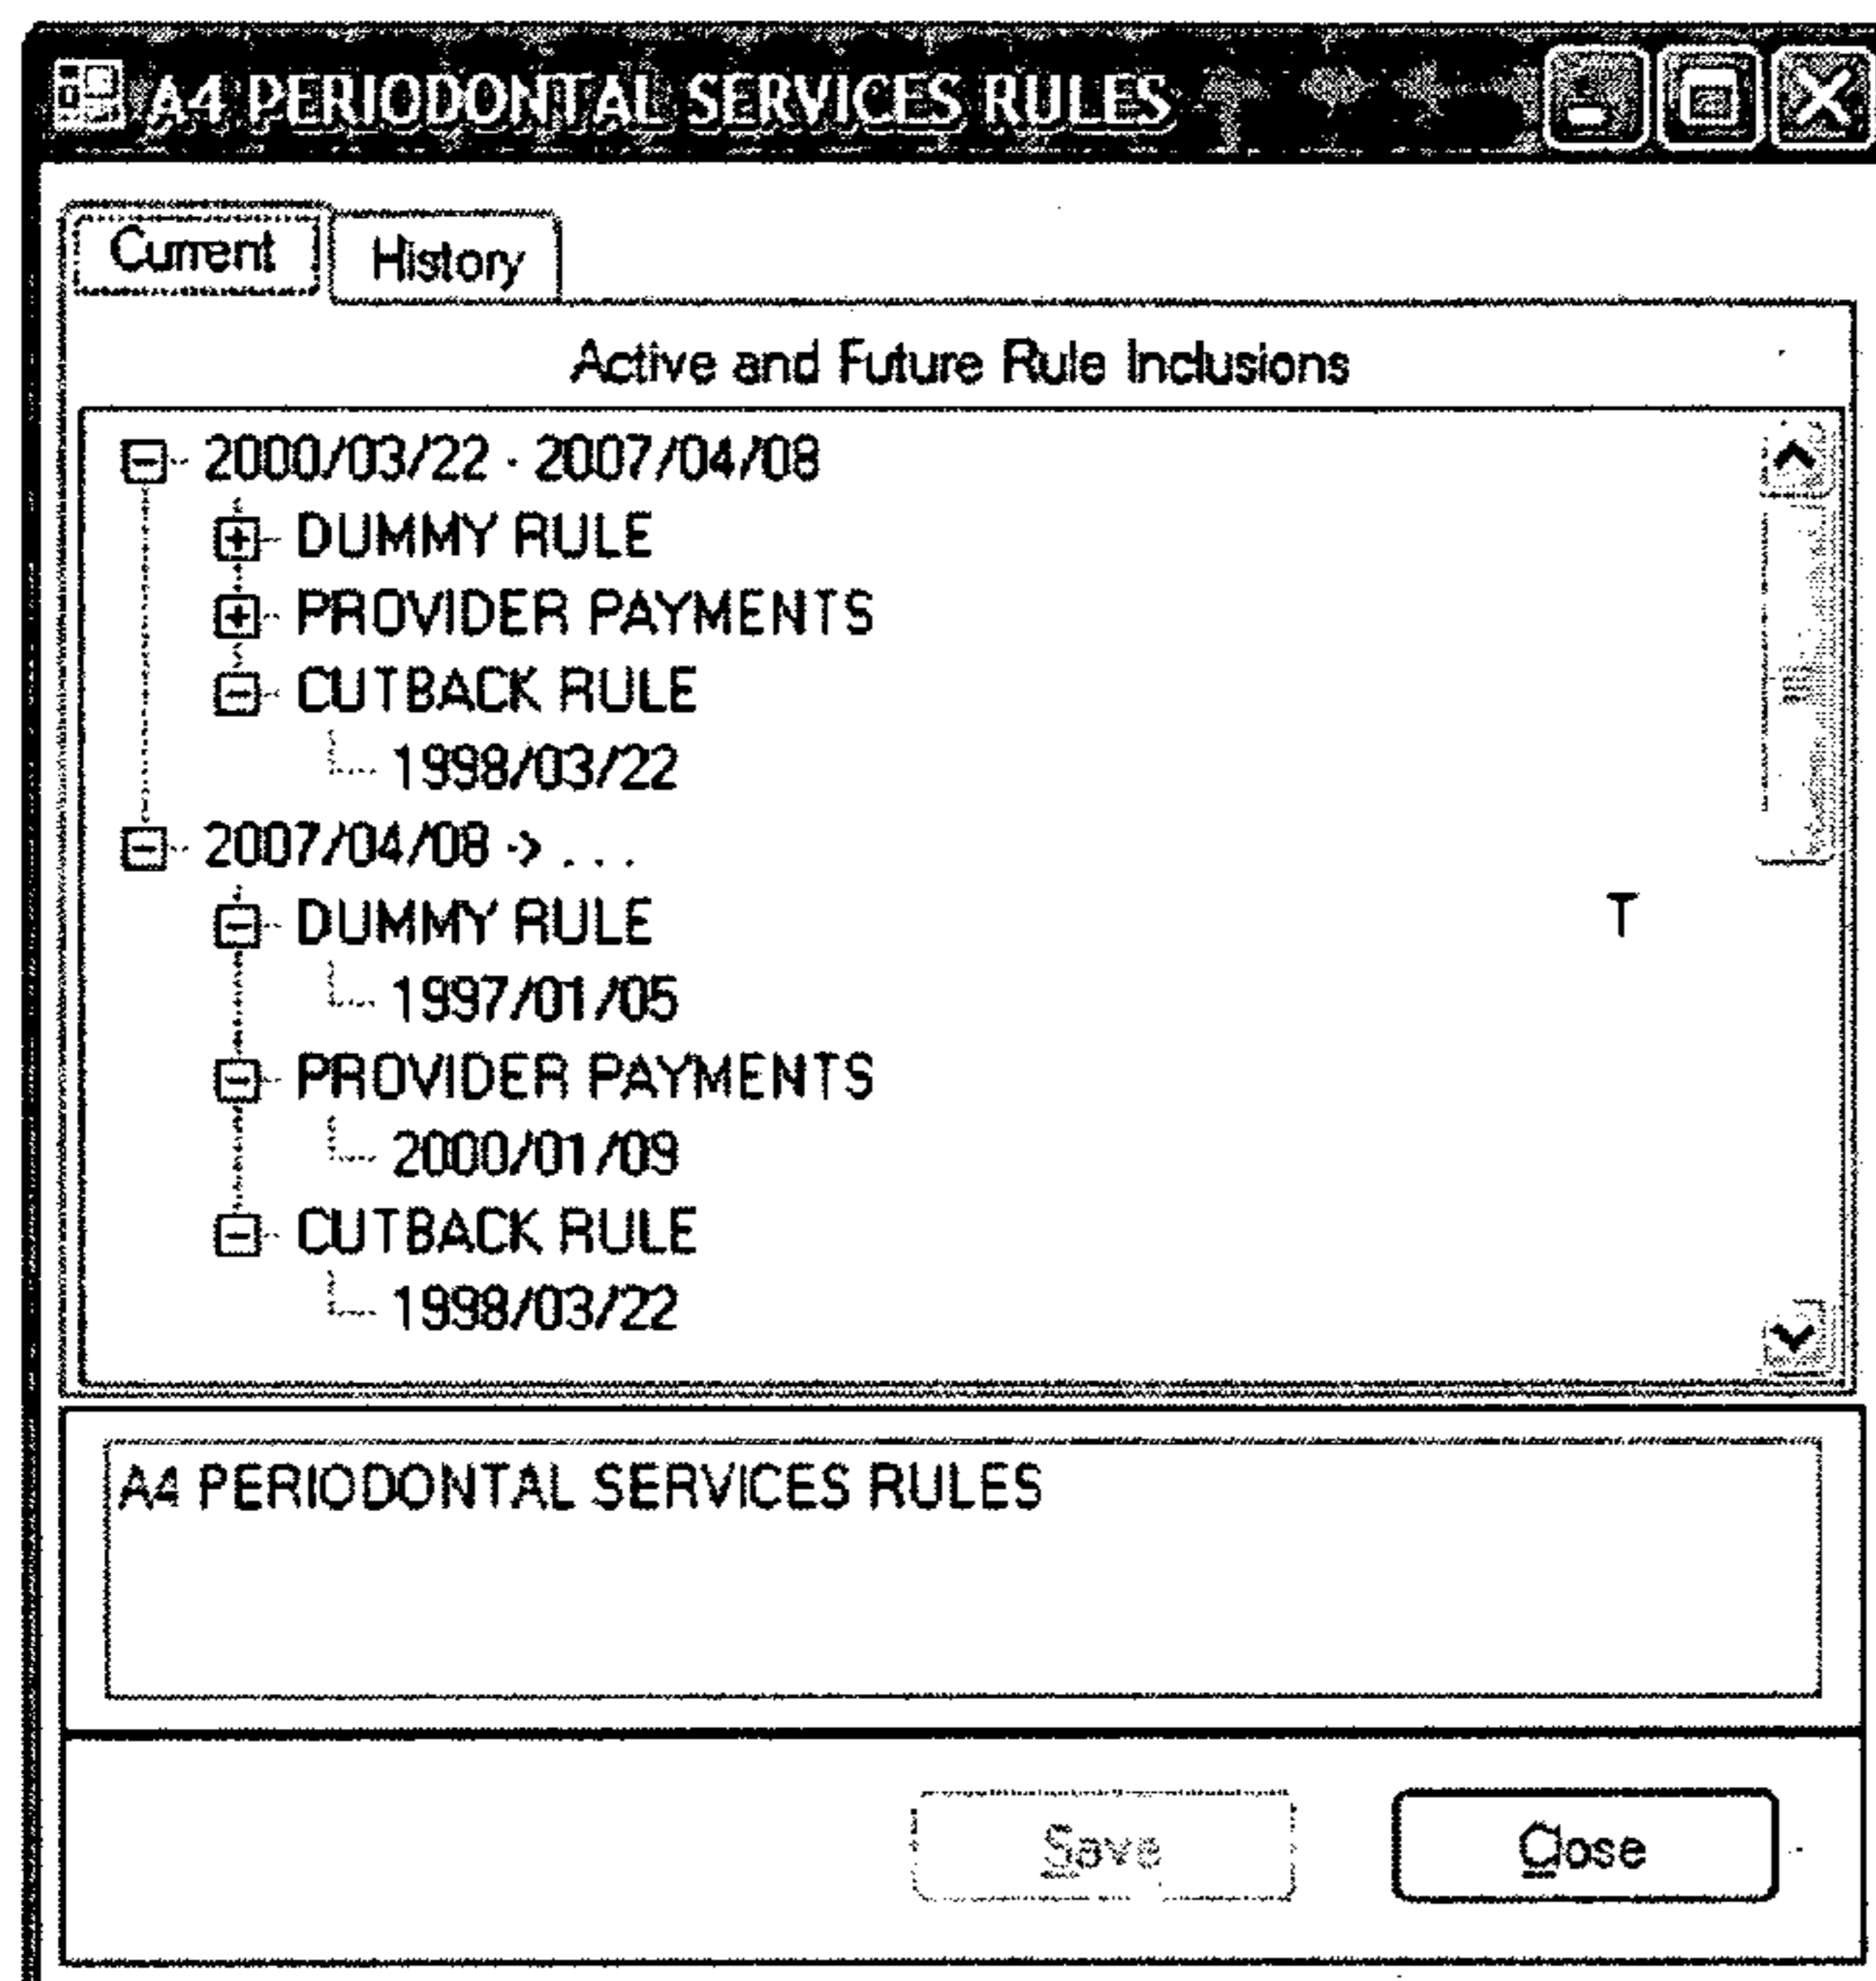 A4 PERIODONTAL SERVICES RULES
Current History
Active and Future Rule Inclusions
2000/03/22 - 2007/04/08
DUMMY RULE
PROVIDER PAYMENTS
CUTBACK RULE
1998/03/22
2007/04/08 -> . . .
DUMMY RULE
T
1997/01/05
PROVIDER PAYMENTS
2000/01/09
CUTBACK RULE
1998/03/22
A4 PERIODONTAL SERVICES RULES
Save Close